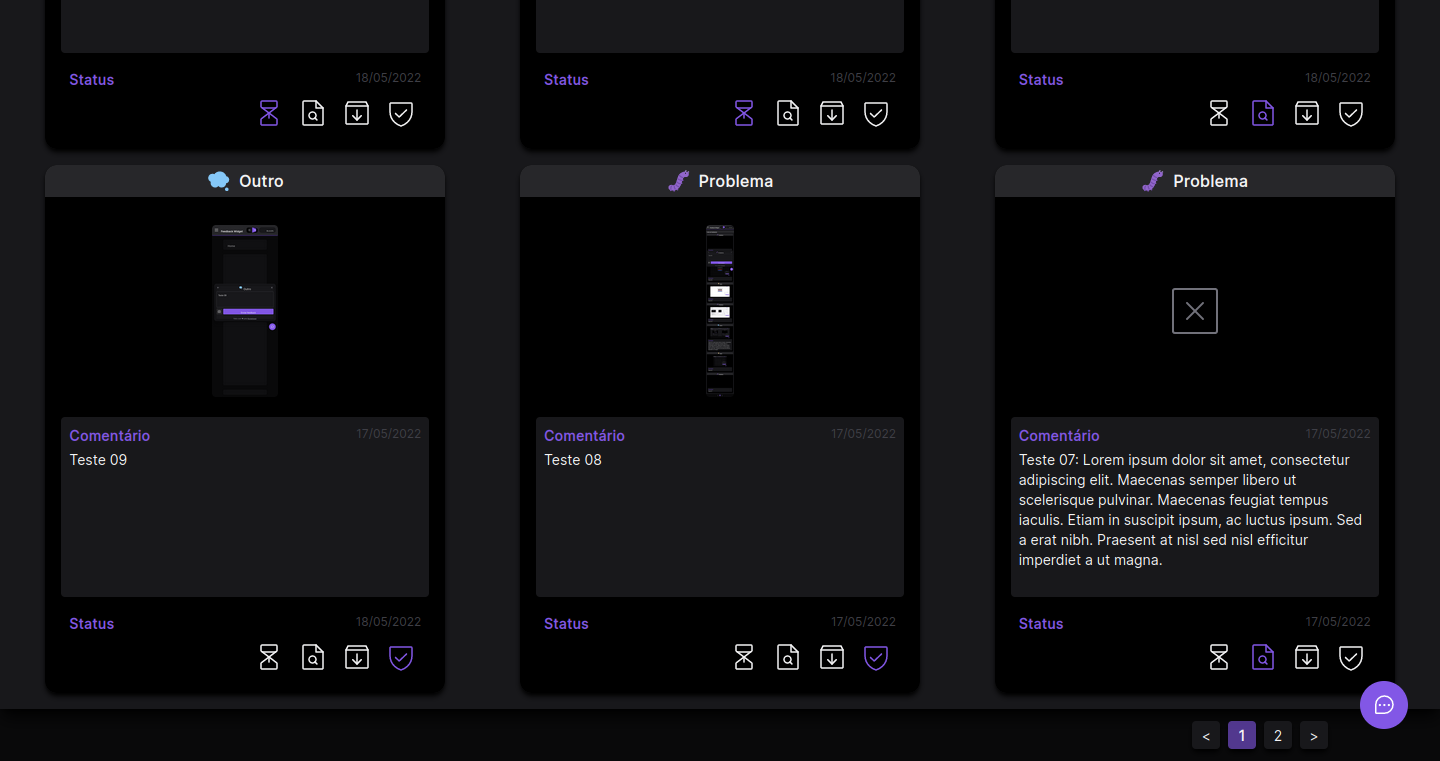 Status 18/05/2022
Status 18/05/2022
Status 18/05/2022
Outro
Problema
Problema
Comentário 17/05/2022
Teste 09
Comentário 17/05/2022
Teste 08
Comentário 17/05/2022
Teste 07: Lorem ipsum dolor sit amet, consectetur
adipiscing elit. Maecenas semper libero ut
scelerisque pulvinar. Maecenas feugiat tempus
iaculis. Etiam in suscipit ipsum, ac luctus ipsum. Sed
a erat nibh. Praesent at nisl sed nisl efficitur
imperdiet a ut magna.
Status 18/05/2022
Status 17/05/2022
Status 17/05/2022
< 1 2 >